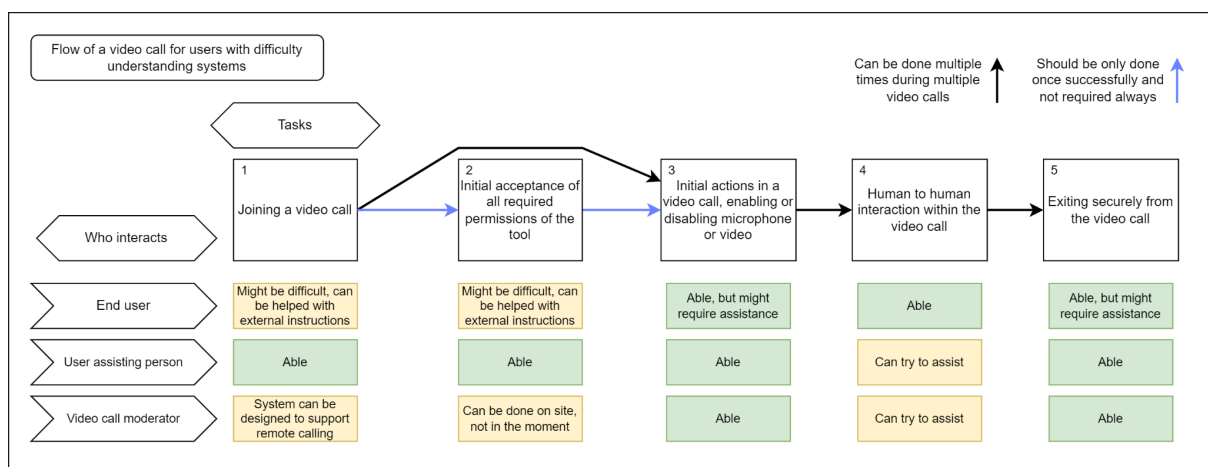 Flow of a video call for users with difficulty
understanding systems
Can be done multiple
times during multiple
video calls
Should be only done
once successfully and
not required always
Tasks
1
Joining a video call
2
Initial acceptance of
all required
permissions of the
tool
3
Initial actions in a
video call, enabling or
disabling microphone
or video
4
Human to human
interaction within the
video call
5
Exiting securely from
the video call
Who interacts
End user
Might be difficult, can
be helped with
external instructions
Might be difficult, can
be helped with
external instructions
Able, but might
require assistance
Able
Able, but might
require assistance
User assisting person
Able
Able
Able
Can try to assist
Able
Video call moderator
System can be
designed to support
remote calling
Can be done on site,
not in the moment
Able
Can try to assist
Able